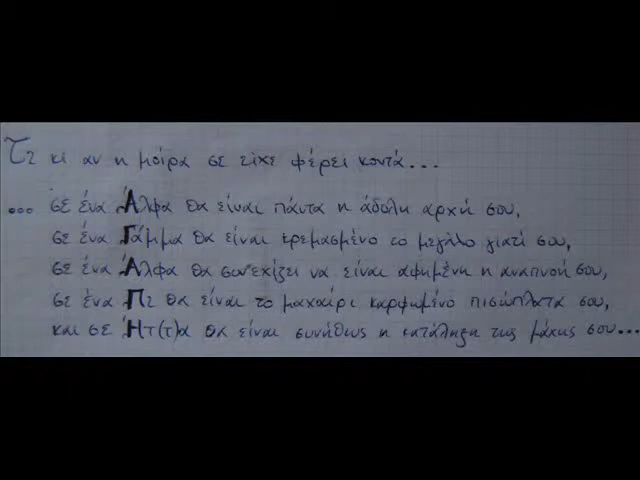 Τι κι αν η μοίρα σε είχε φέρει κοντά...
... σε ένα Άλφα θα είναι πάντα η άδολη αρχή σου,
σε ένα Γάμμα θα είναι κρεμασμένο το μεγάλο γιατί σου,
σε ένα Άλφα θα συνεχίζει να είναι αφημένη η αναπνοή σου,
σε ένα Πι θα είναι το μαχαίρι καρφωμένο πισώπλατα σου,
και σε Ήτ(τ)α θα είναι συνήθως η κατάληξη της μάχης σου...